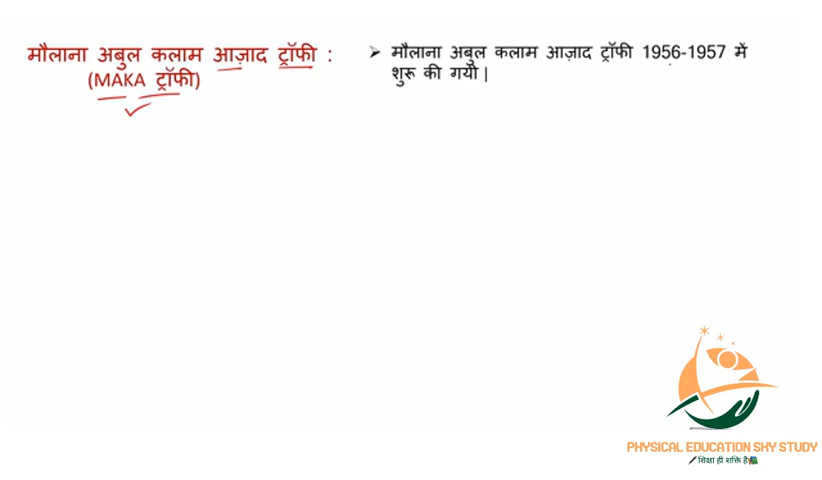 मौलाना अबुल कलाम आज़ाद ट्रॉफी :
(MAKA ट्रॉफी)
➢ मौलाना अबुल कलाम आज़ाद ट्रॉफी 1956-1957 में
शुरू की गयी |
PHYSICAL EDUCATION SKY STUDY
शिक्षा ही शक्ति है